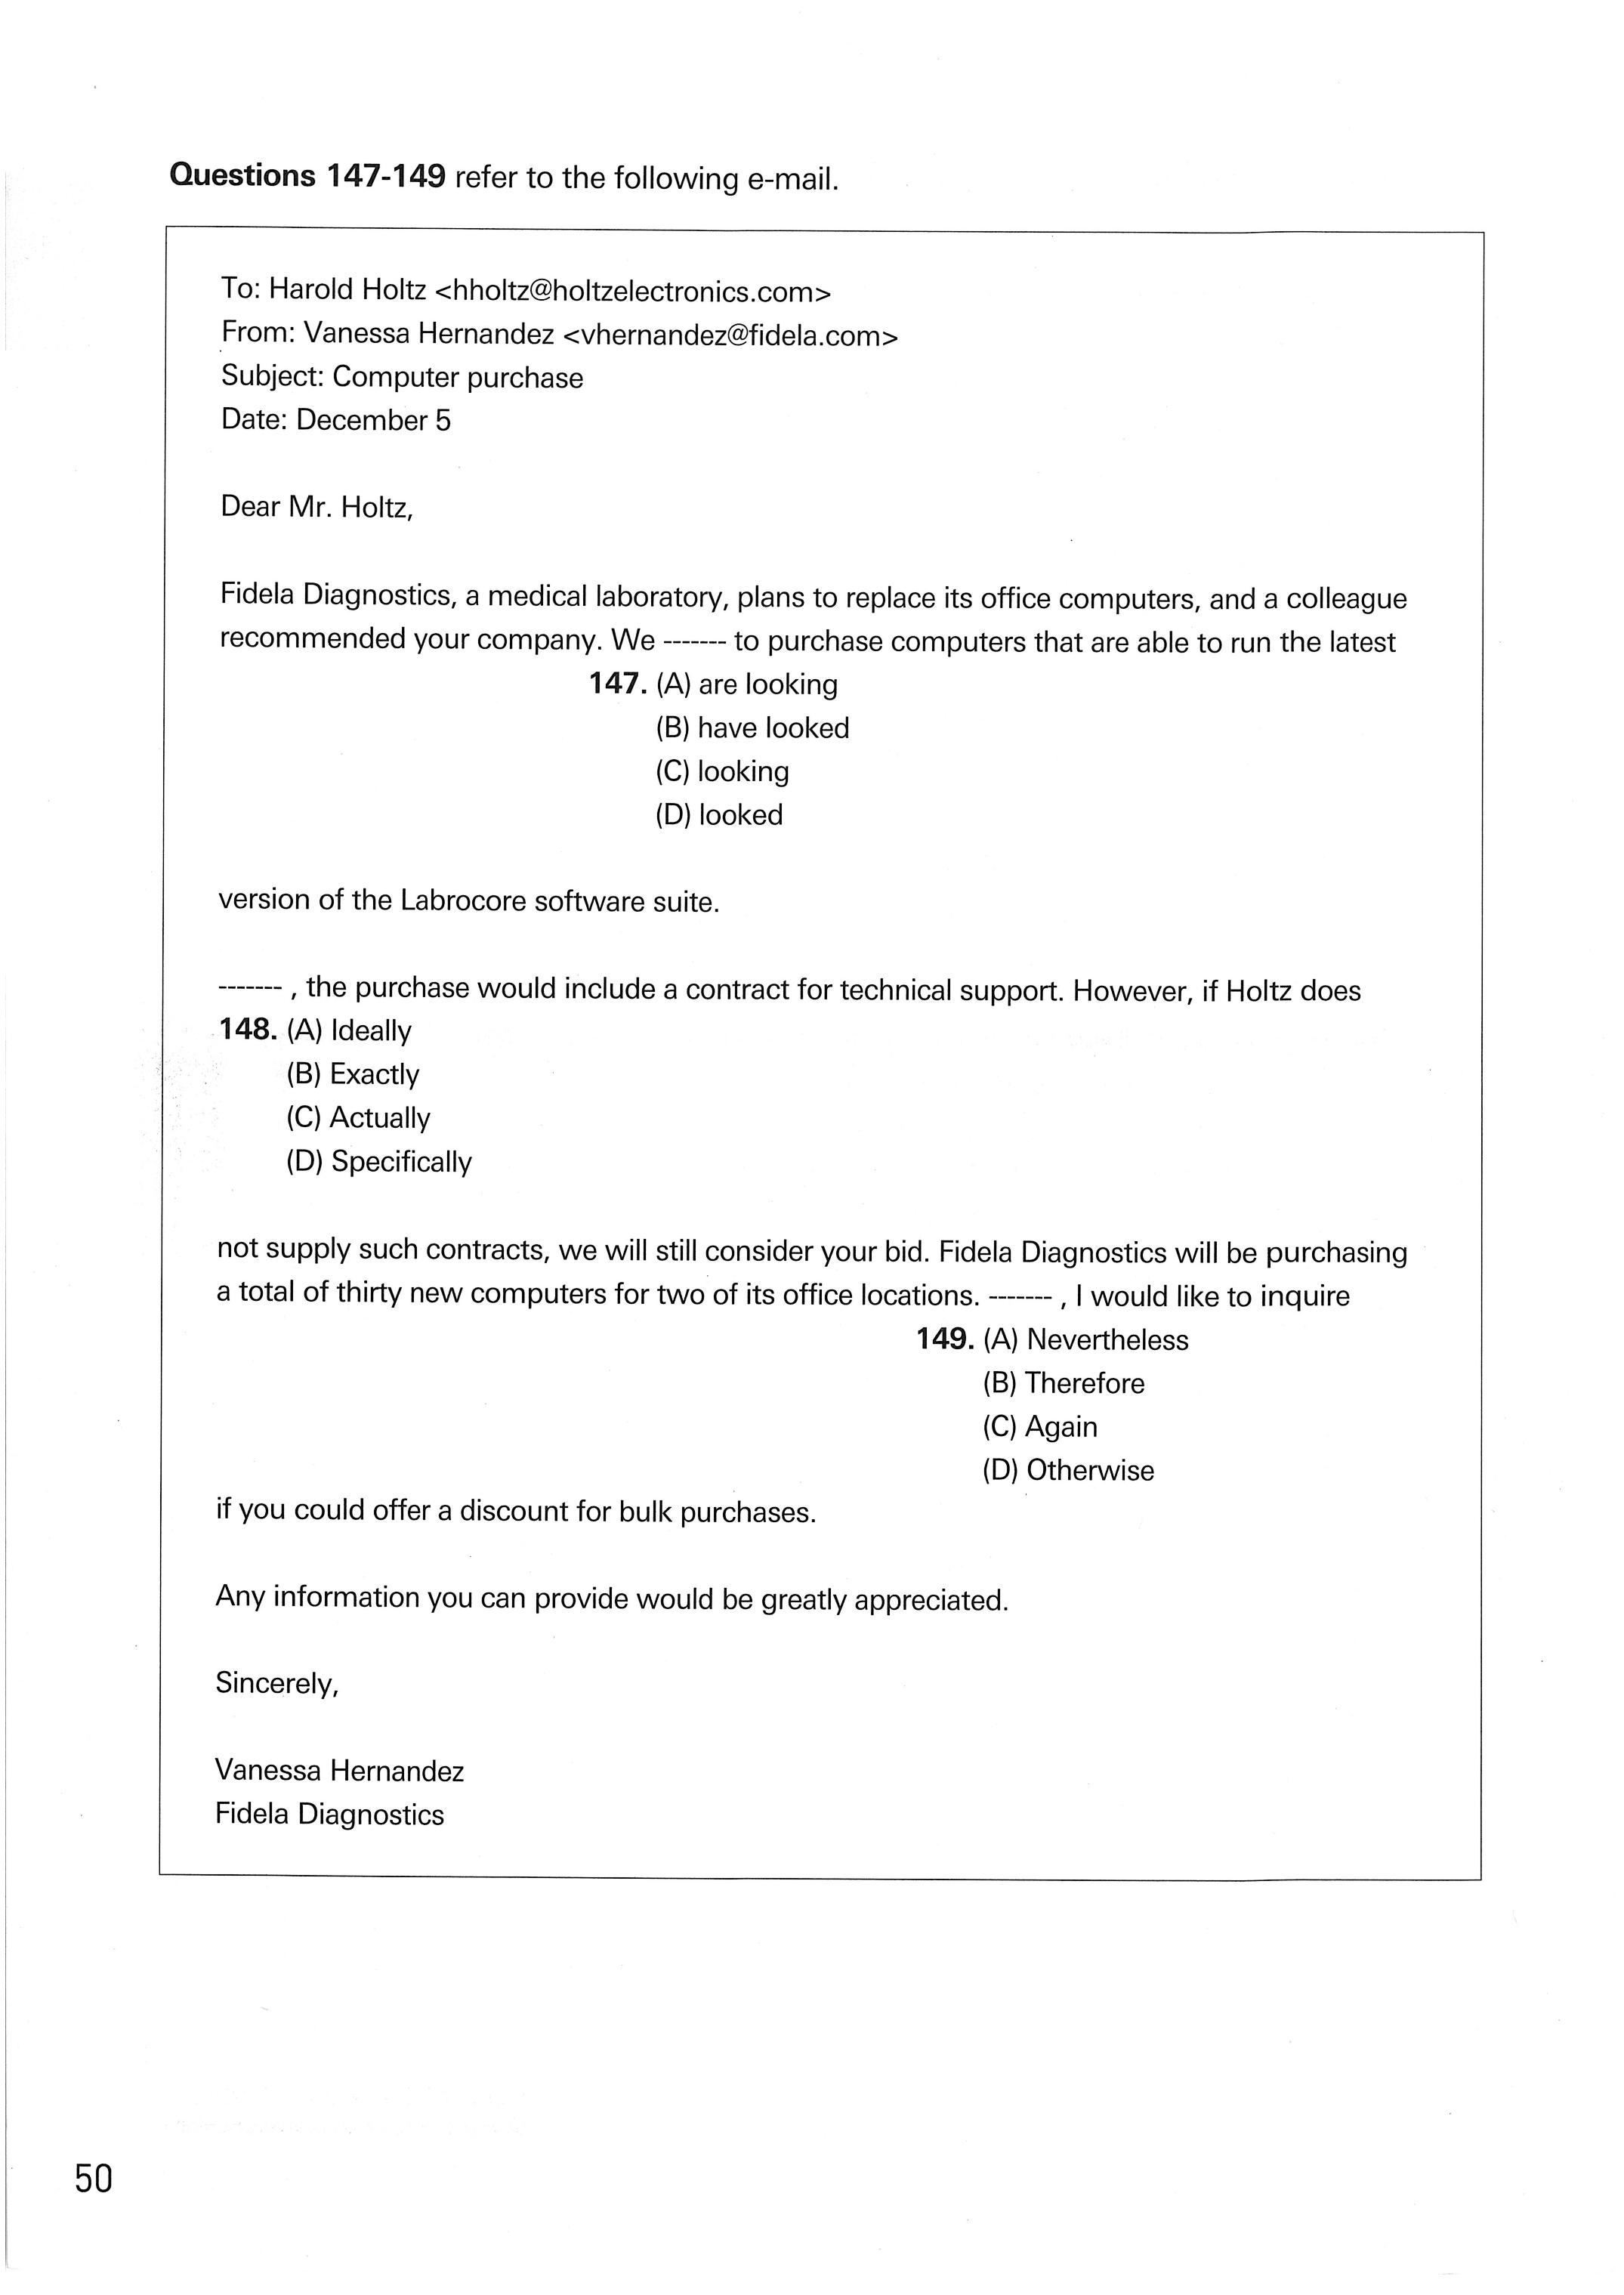 Questions 147-149 refer to the following e-mail.
To: Harold Holtz <hholtz@holtzelectronics.com>
From: Vanessa Hernandez <vhernandez@fidela.com>
Subject: Computer purchase
Date: December 5
Dear Mr. Holtz,
Fidela Diagnostics, a medical laboratory, plans to replace its office computers, and a colleague
recommended your company. We ------- to purchase computers that are able to run the latest
147. (A) are looking
(B) have looked
(C) looking
(D) looked
version of the Labrocore software suite.
------- , the purchase would include a contract for technical support. However, if Holtz does
148. (A) Ideally
(B) Exactly
(C) Actually
(D) Specifically
not supply such contracts, we will still consider your bid. Fidela Diagnostics will be purchasing
a total of thirty new computers for two of its office locations. ------- , I would like to inquire
149. (A) Nevertheless
(B) Therefore
(C) Again
(D) Otherwise
if you could offer a discount for bulk purchases.
Any information you can provide would be greatly appreciated.
Sincerely,
Vanessa Hernandez
Fidela Diagnostics
50